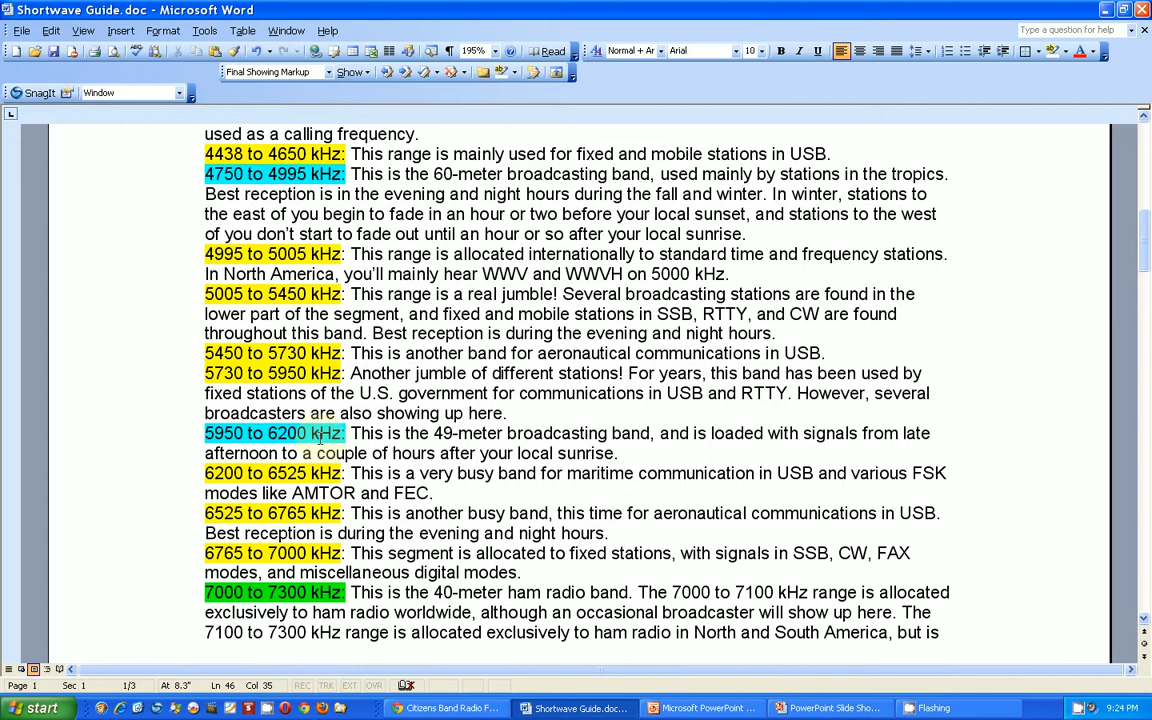 Shortwave Guide.doc - Microsoft Word
File Edit View Insert Format Tools Table Window Help
Type a question for help
195% Read Normal + Ar Arial 10 B I U
Final Showing Markup Show
SnagIt Window
used as a calling frequency.
4438 to 4650 kHz: This range is mainly used for fixed and mobile stations in USB.
4750 to 4995 kHz: This is the 60-meter broadcasting band, used mainly by stations in the tropics.
Best reception is in the evening and night hours during the fall and winter. In winter, stations to
the east of you begin to fade in an hour or two before your local sunset, and stations to the west
of you don't start to fade out until an hour or so after your local sunrise.
4995 to 5005 kHz: This range is allocated internationally to standard time and frequency stations.
In North America, you'll mainly hear WWV and WWVH on 5000 kHz.
5005 to 5450 kHz: This range is a real jumble! Several broadcasting stations are found in the
lower part of the segment, and fixed and mobile stations in SSB, RTTY, and CW are found
throughout this band. Best reception is during the evening and night hours.
5450 to 5730 kHz: This is another band for aeronautical communications in USB.
5730 to 5950 kHz: Another jumble of different stations! For years, this band has been used by
fixed stations of the U.S. government for communications in USB and RTTY. However, several
broadcasters are also showing up here.
5950 to 6200 kHz: This is the 49-meter broadcasting band, and is loaded with signals from late
afternoon to a couple of hours after your local sunrise.
6200 to 6525 kHz: This is a very busy band for maritime communication in USB and various FSK
modes like AMTOR and FEC.
6525 to 6765 kHz: This is another busy band, this time for aeronautical communications in USB.
Best reception is during the evening and night hours.
6765 to 7000 kHz: This segment is allocated to fixed stations, with signals in SSB, CW, FAX
modes, and miscellaneous digital modes.
7000 to 7300 kHz: This is the 40-meter ham radio band. The 7000 to 7100 kHz range is allocated
exclusively to ham radio worldwide, although an occasional broadcaster will show up here. The
7100 to 7300 kHz range is allocated exclusively to ham radio in North and South America, but is
Page 1 Sec 1 1/3 At 8.3" Ln 46 Col 35 REC TRK EXT OVR
start Citizens Band Radio F... Shortwave Guide.doc... Microsoft PowerPoint ... PowerPoint Slide Sho... Flashing 9:24 PM